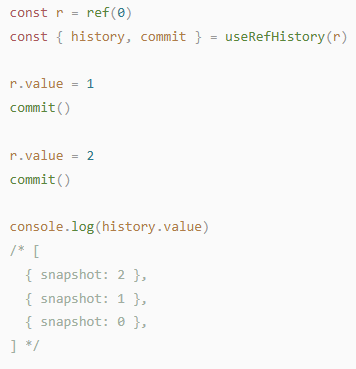 const r = ref(0)
const { history, commit } = useRefHistory(r)

r.value = 1
commit()

r.value = 2
commit()

console.log(history.value)
/* [
  { snapshot: 2 },
  { snapshot: 1 },
  { snapshot: 0 },
] */